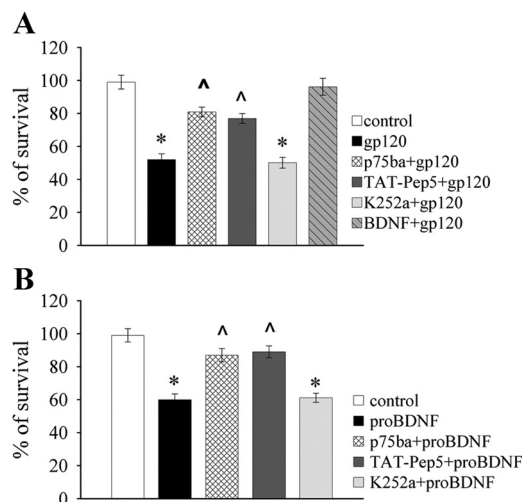 A
120
100
80
60
40
20
0
% of survival
*
^
^
*
control
gp120
p75ba+gp120
TAT-Pep5+gp120
K252a+gp120
BDNF+gp120
B
120
100
80
60
40
20
0
% of survival
*
^
^
*
control
proBDNF
p75ba+proBDNF
TAT-Pep5+proBDNF
K252a+proBDNF